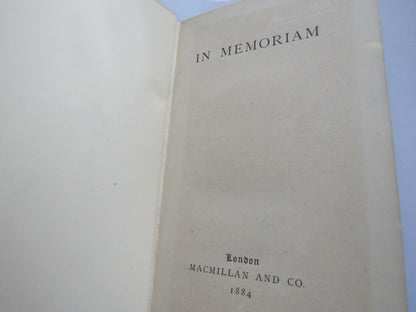 IN MEMORIAM
London
MACMILLAN AND CO.
1884